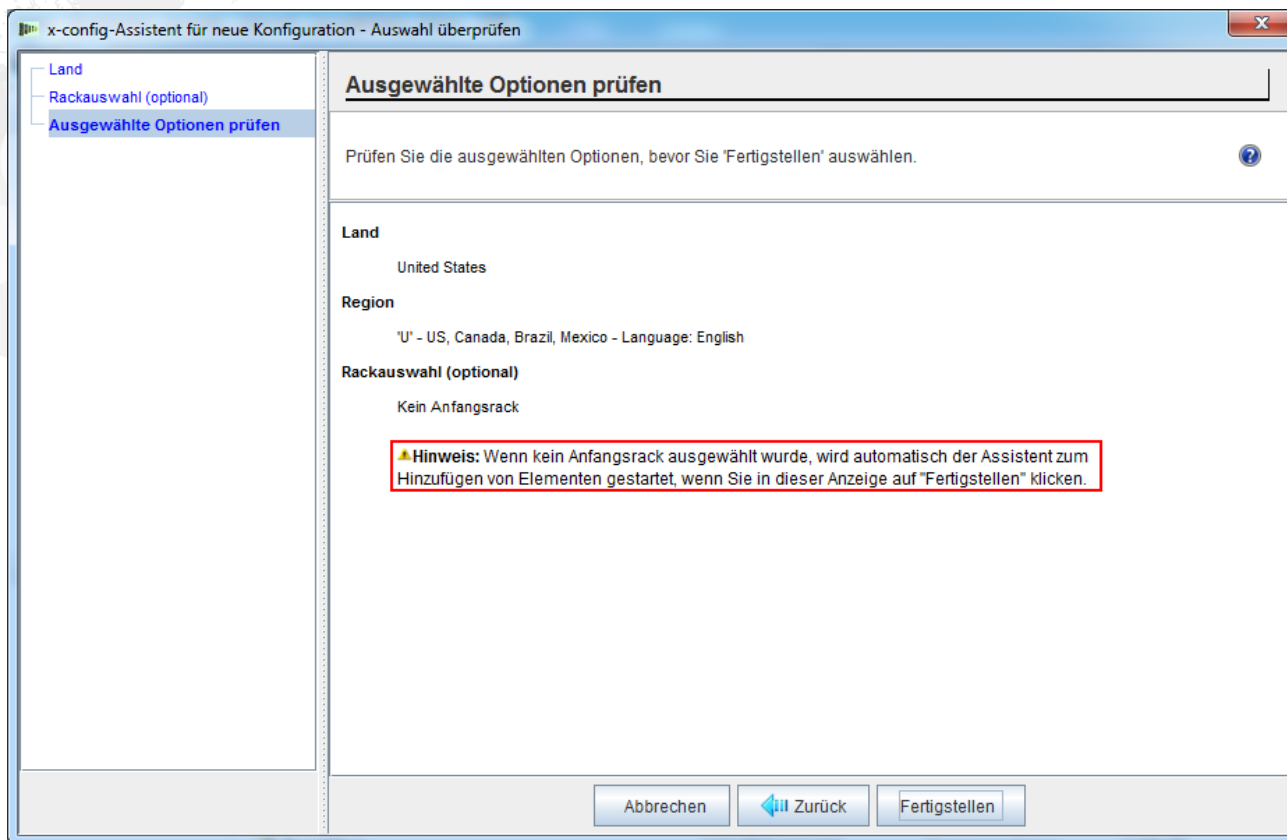 x-config-Assistent für neue Konfiguration - Auswahl überprüfen
Land
Rackauswahl (optional)
Ausgewählte Optionen prüfen
Ausgewählte Optionen prüfen
Prüfen Sie die ausgewählten Optionen, bevor Sie 'Fertigstellen' auswählen.
Land
United States
Region
'U' - US, Canada, Brazil, Mexico - Language: English
Rackauswahl (optional)
Kein Anfangsrack
Hinweis: Wenn kein Anfangsrack ausgewählt wurde, wird automatisch der Assistent zum
Hinzufügen von Elementen gestartet, wenn Sie in dieser Anzeige auf "Fertigstellen" klicken.
Abbrechen
Zurück
Fertigstellen